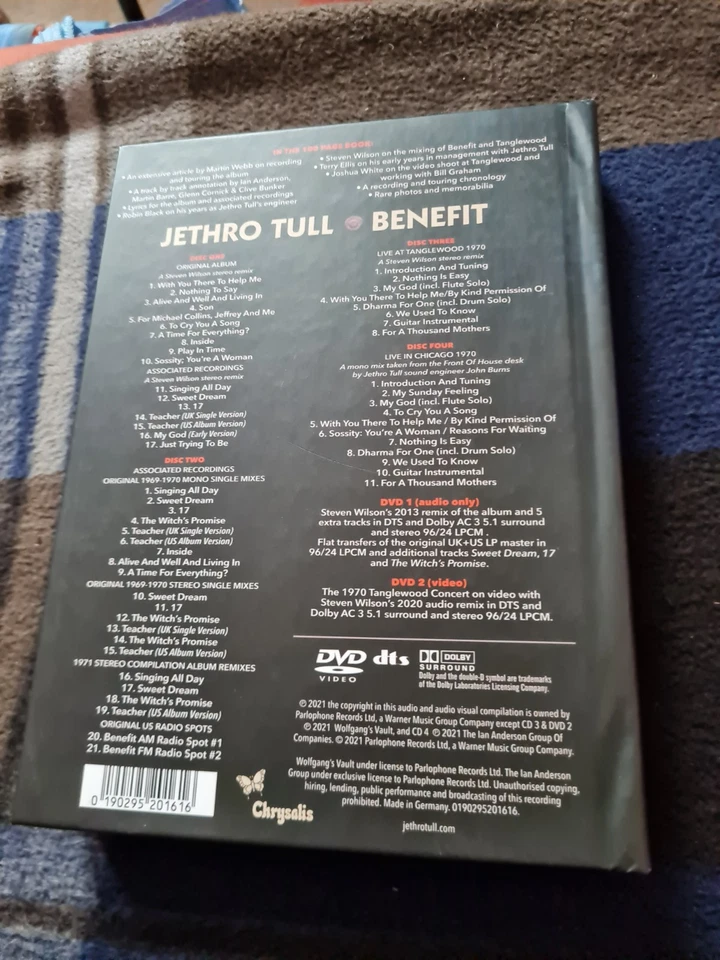 IN THE 100 PAGE BOOK:
• An extensive article by Martin Webb on recording
and touring the album
• A track by track annotation by Ian Anderson,
Martin Barre, Glenn Cornick & Clive Bunker
• Lyrics for the album and associated recordings
• Robin Black on his years as Jethro Tull's engineer
• Steven Wilson on the mixing of Benefit and Tanglewood
• Terry Ellis on his early years in management with Jethro Tull
• Joshua White on the video shoot at Tanglewood and
working with Bill Graham
• A recording and touring chronology
• Rare photos and memorabilia
JETHRO TULL BENEFIT
DISC ONE
ORIGINAL ALBUM
A Steven Wilson stereo remix
1. With You There To Help Me
2. Nothing To Say
3. Alive And Well And Living In
4. Son
5. For Michael Collins, Jeffrey And Me
6. To Cry You A Song
7. A Time For Everything?
8. Inside
9. Play In Time
10. Sossity; You're A Woman
ASSOCIATED RECORDINGS
A Steven Wilson stereo remix
11. Singing All Day
12. Sweet Dream
13. 17
14. Teacher (UK Single Version)
15. Teacher (US Album Version)
16. My God (Early Version)
17. Just Trying To Be
DISC TWO
ASSOCIATED RECORDINGS
ORIGINAL 1969-1970 MONO SINGLE MIXES
1. Singing All Day
2. Sweet Dream
3. 17
4. The Witch's Promise
5. Teacher (UK Single Version)
6. Teacher (US Album Version)
7. Inside
8. Alive And Well And Living In
9. A Time For Everything?
ORIGINAL 1969-1970 STEREO SINGLE MIXES
10. Sweet Dream
11. 17
12. The Witch's Promise
13. Teacher (UK Single Version)
14. The Witch's Promise
15. Teacher (US Album Version)
1971 STEREO COMPILATION ALBUM REMIXES
16. Singing All Day
17. Sweet Dream
18. The Witch's Promise
19. Teacher (US Album Version)
ORIGINAL US RADIO SPOTS
20. Benefit AM Radio Spot #1
21. Benefit FM Radio Spot #2
DISC THREE
LIVE AT TANGLEWOOD 1970
A Steven Wilson stereo remix
1. Introduction And Tuning
2. Nothing Is Easy
3. My God (incl. Flute Solo)
4. With You There To Help Me/By Kind Permission Of
5. Dharma For One (incl. Drum Solo)
6. We Used To Know
7. Guitar Instrumental
8. For A Thousand Mothers
DISC FOUR
LIVE IN CHICAGO 1970
A mono mix taken from the Front Of House desk
by Jethro Tull sound engineer John Burns
1. Introduction And Tuning
2. My Sunday Feeling
3. My God (incl. Flute Solo)
4. To Cry You A Song
5. With You There To Help Me / By Kind Permission Of
6. Sossity: You're A Woman / Reasons For Waiting
7. Nothing Is Easy
8. Dharma For One (incl. Drum Solo)
9. We Used To Know
10. Guitar Instrumental
11. For A Thousand Mothers
DVD 1 (audio only)
Steven Wilson's 2013 remix of the album and 5
extra tracks in DTS and Dolby AC 3 5.1 surround
and stereo 96/24 LPCM .
Flat transfers of the original UK+US LP master in
96/24 LPCM and additional tracks Sweet Dream, 17
and The Witch's Promise.
DVD 2 (video)
The 1970 Tanglewood Concert on video with
Steven Wilson's 2020 audio remix in DTS and
Dolby AC 3 5.1 surround and stereo 96/24 LPCM.
DVD VIDEO
dts
DOLBY SURROUND
Dolby and the double-D symbol are trademarks
of the Dolby Laboratories Licensing Company.
℗ 2021 the copyright in this audio and audio visual compilation is owned by
Parlophone Records Ltd, a Warner Music Group Company except CD 3 & DVD 2
℗ 2021 Wolfgang's Vault, and CD 4 ℗ 2021 The Ian Anderson Group Of
Companies. © 2021 Parlophone Records Ltd, a Warner Music Group Company.
Wolfgang's Vault under license to Parlophone Records Ltd. The Ian Anderson
Group under exclusive license to Parlophone Records Ltd. Unauthorised copying,
hiring, lending, public performance and broadcasting of this recording
prohibited. Made in Germany. 0190295201616.
jethrotull.com
0 190295 201616
Chrysalis